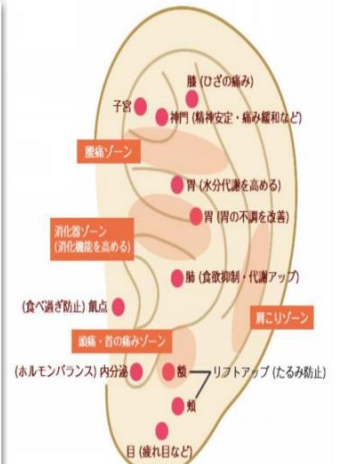 膝 (ひざの痛み)
子宮
神門 (精神安定・痛み緩和など)
腰痛ゾーン
(水分代謝を高める)
胃 (胃の不調を改善)
消化器ゾーン
(消化機能を高める)
肺 (食欲抑制・代謝アップ)
(食べ過ぎ防止) 飢点
肩こりゾーン
頭痛・首の痛みゾーン
(ホルモンバランス) 内分泌
額
リフトアップ (たるみ防止)
頬
目 (疲れ目など)